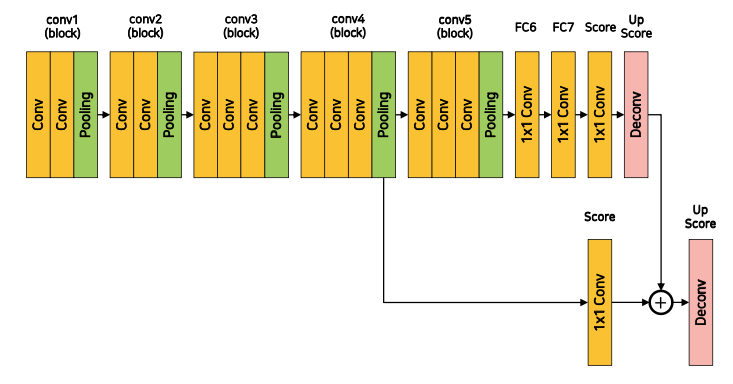 conv1
(block)
conv2
(block)
conv3
(block)
conv4
(block)
conv5
(block)
FC6
FC7
Score
Up
Score
Conv
Conv
Pooling
Conv
Conv
Pooling
Conv
Conv
Conv
Pooling
Conv
Conv
Conv
Pooling
Conv
Conv
Conv
Pooling
1x1 Conv
1x1 Conv
1x1 Conv
Deconv
Score
Up
Score
1x1 Conv
+
Deconv